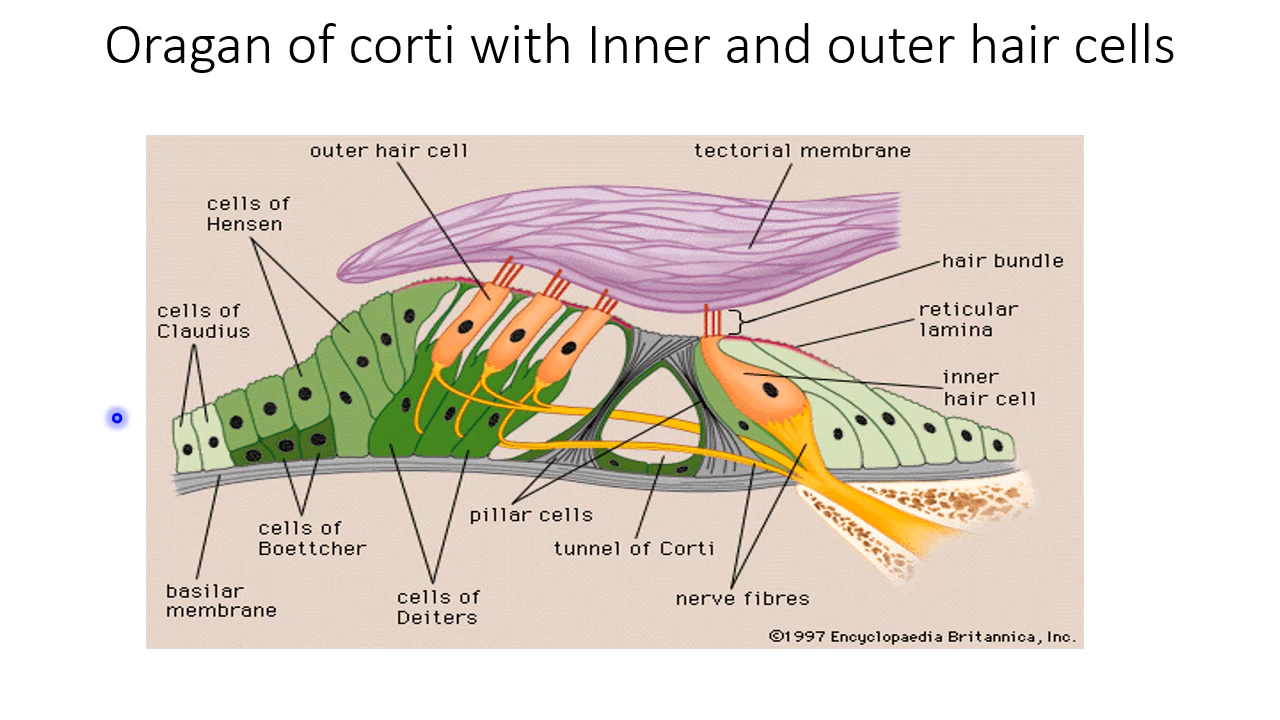 Oragan of corti with Inner and outer hair cells
outer hair cell
tectorial membrane
cells of
Hensen
hair bundle
cells of
Claudius
reticular
lamina
inner
hair cell
pillar cells
cells of
Boettcher
tunnel of Corti
basilar
membrane
cells of
Deiters
nerve fibres
©1997 Encyclopaedia Britannica, Inc.